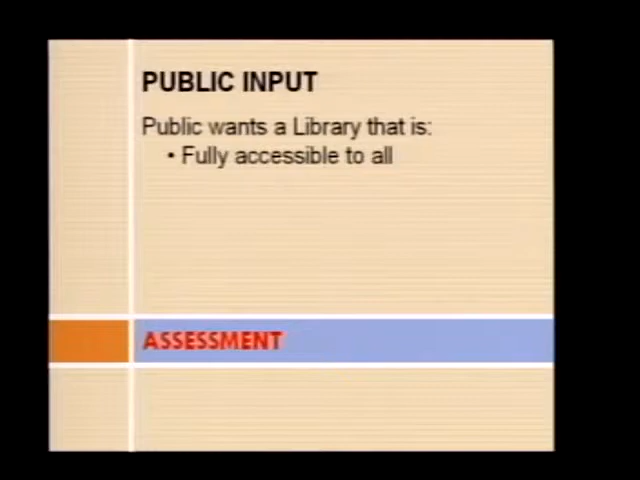 PUBLIC INPUT
Public wants a Library that is:
• Fully accessible to all
ASSESSMENT